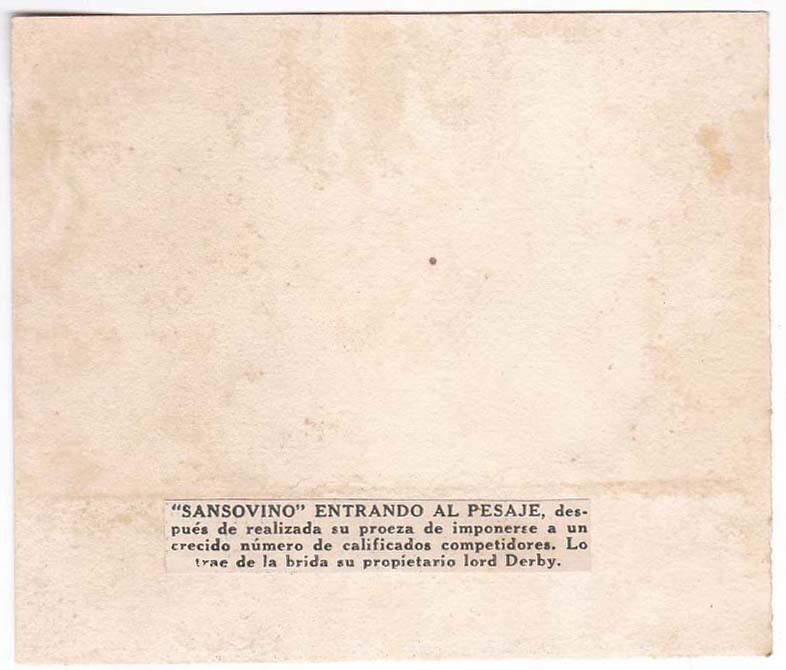 "SANSOVINO" ENTRANDO AL PESAJE, des-
pués de realizada su proeza de imponerse a un
crecido número de calificados competidores. Lo
trae de la brida su propietario lord Derby.